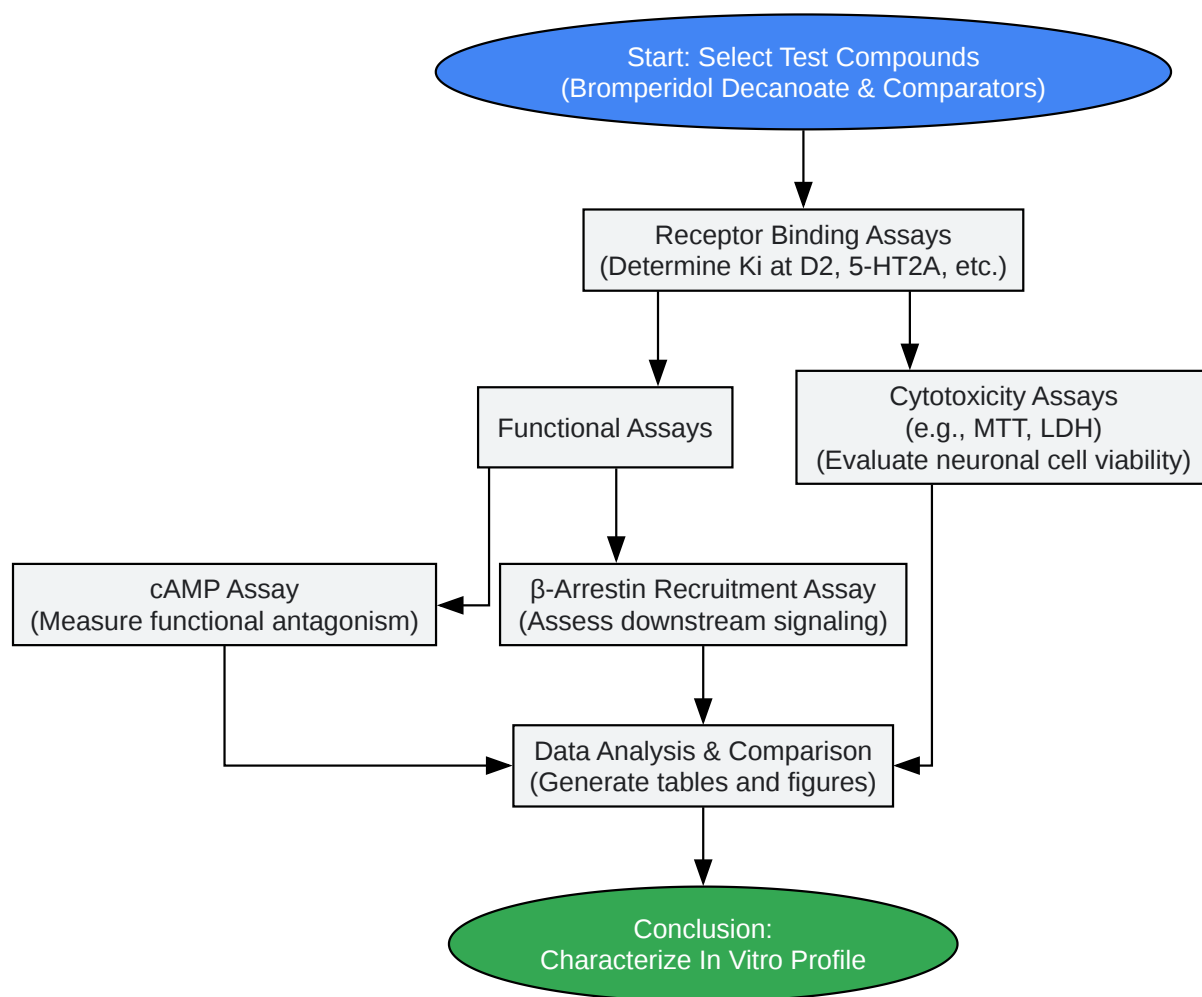 Start: Select Test Compounds
(Bromperidol Decanoate & Comparators)
Receptor Binding Assays
(Determine Ki at D2, 5-HT2A, etc.)
Functional Assays
Cytotoxicity Assays
(e.g., MTT, LDH)
(Evaluate neuronal cell viability)
cAMP Assay
(Measure functional antagonism)
β-Arrestin Recruitment Assay
(Assess downstream signaling)
Data Analysis & Comparison
(Generate tables and figures)
Conclusion:
Characterize In Vitro Profile